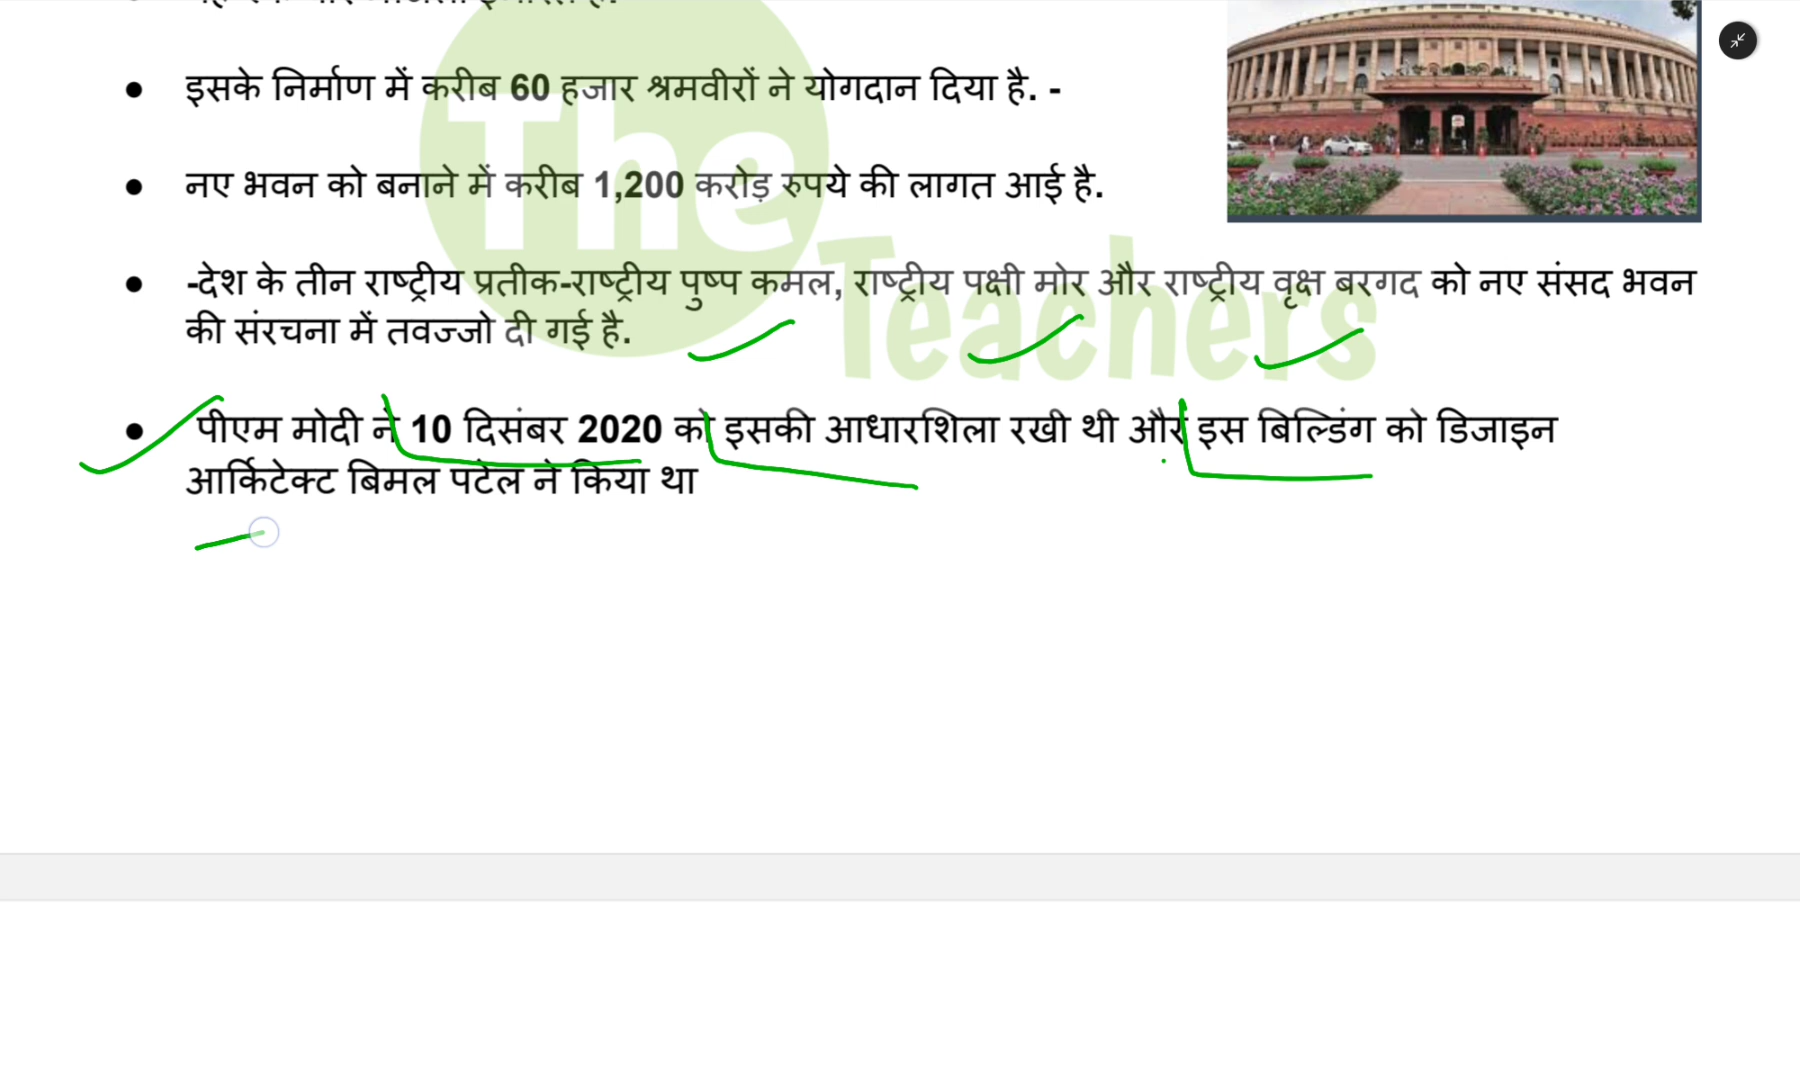 ● इसके निर्माण में करीब 60 हजार श्रमवीरों ने योगदान दिया है. -
● नए भवन को बनाने में करीब 1,200 करोड़ रुपये की लागत आई है.
● -देश के तीन राष्ट्रीय प्रतीक-राष्ट्रीय पुष्प कमल, राष्ट्रीय पक्षी मोर और राष्ट्रीय वृक्ष बरगद को नए संसद भवन
की संरचना में तवज्जो दी गई है.
● पीएम मोदी ने 10 दिसंबर 2020 को इसकी आधारशिला रखी थी और इस बिल्डिंग को डिजाइन
आर्किटेक्ट बिमल पटेल ने किया था
The
Teachers